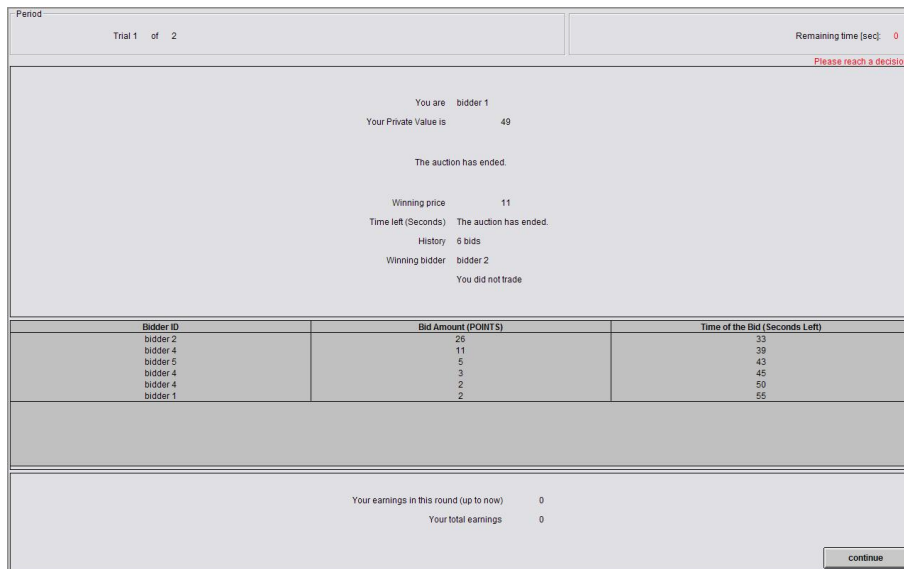 Period
Trial 1 of 2
Remaining time [sec]: 0
Please reach a decisio
You are bidder 1
Your Private Value is 49
The auction has ended.
Winning price 11
Time left (Seconds) The auction has ended.
History 6 bids
Winning bidder bidder 2
You did not trade
Bidder ID Bid Amount (POINTS) Time of the Bid (Seconds Left)
bidder 2 26 33
bidder 4 11 39
bidder 5 5 43
bidder 4 3 45
bidder 4 2 50
bidder 1 2 55
Your earnings in this round (up to now) 0
Your total earnings 0
continue